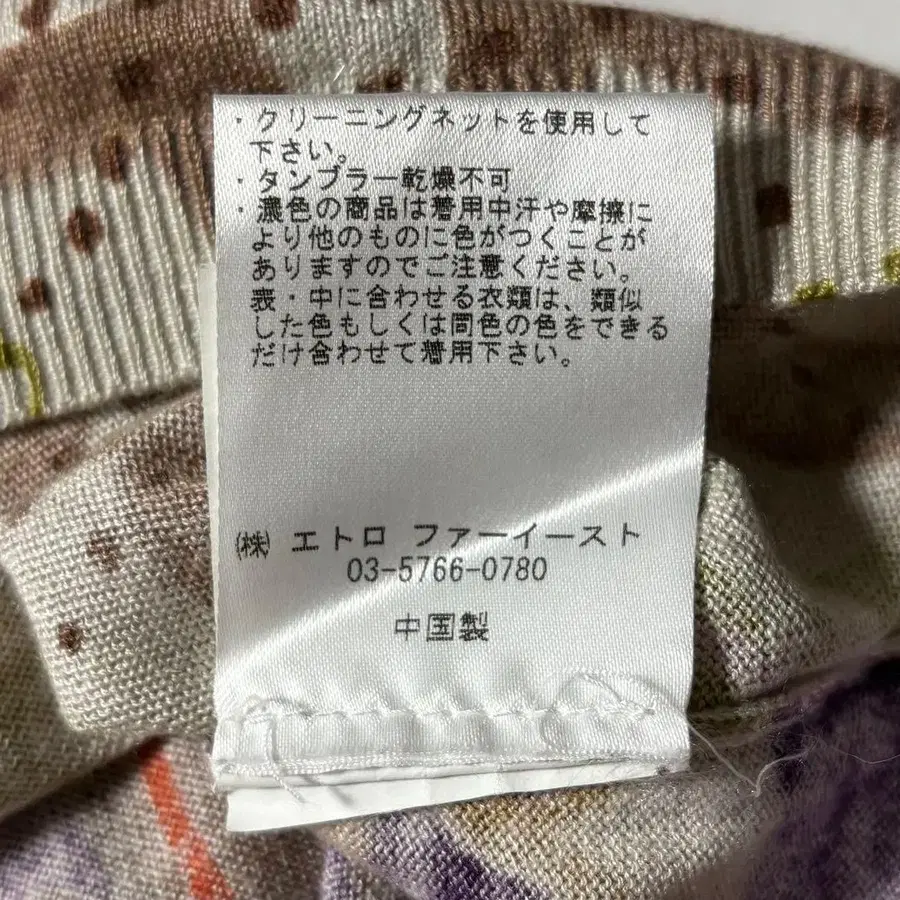 ・クリーニングネットを使用して
下さい。
・タンブラー乾燥不可
・濃色の商品は着用中汗や摩擦に
より他のものに色がつくことが
ありますのでご注意ください。
表・中に合わせる衣類は、類似
した色もしくは同色の色をできる
だけ合わせて着用下さい。
㈱ エトロ ファーイースト
03-5766-0780
中国製